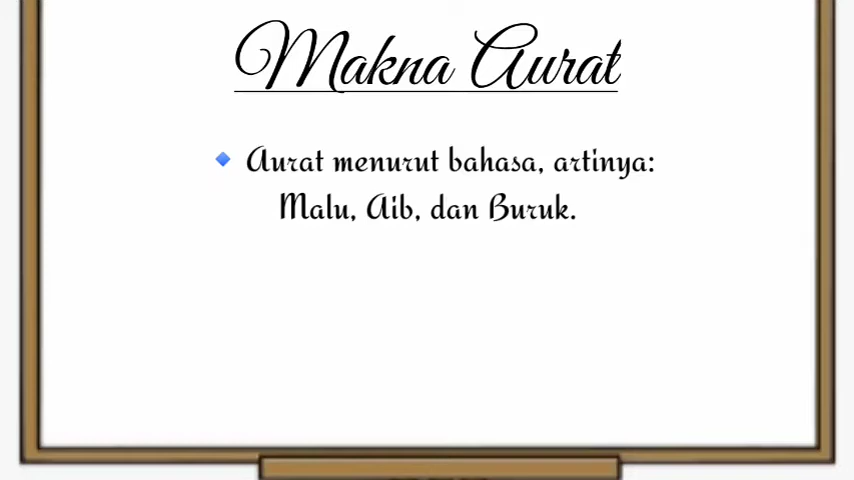 Makna Aurat
Aurat menurut bahasa, artinya:
Malu, Aib, dan Buruk.